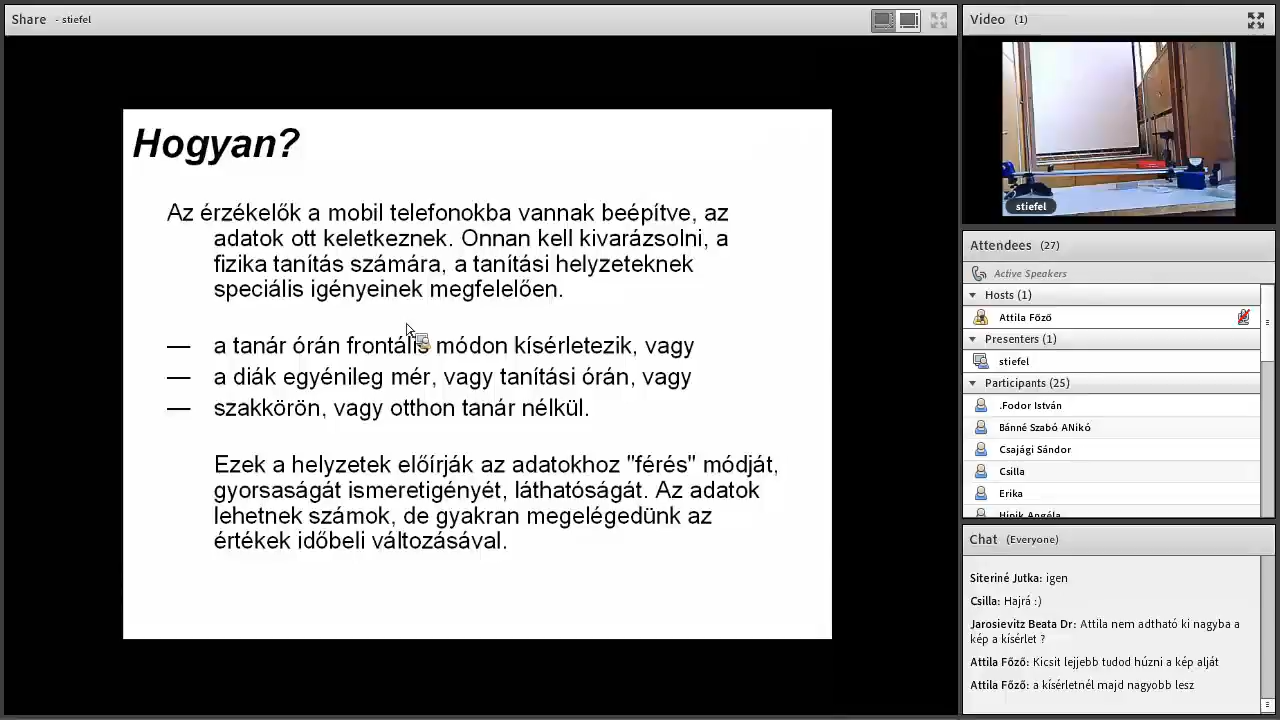 Share - stiefel
Hogyan?
Az érzékelők a mobil telefonokba vannak beépítve, az
adatok ott keletkeznek. Onnan kell kivarázsolni, a
fizika tanítás számára, a tanítási helyzeteknek
speciális igényeinek megfelelően.
— a tanár órán frontális módon kísérletezik, vagy
— a diák egyénileg mér, vagy tanítási órán, vagy
— szakkörön, vagy otthon tanár nélkül.
Ezek a helyzetek előírják az adatokhoz "férés" módját,
gyorsaságát ismeretigényét, láthatóságát. Az adatok
lehetnek számok, de gyakran megelégedünk az
értékek időbeli változásával.
Video (1)
stiefel
Attendees (27)
Active Speakers
Hosts (1)
Attila Főző
Presenters (1)
stiefel
Participants (25)
.Fodor István
Bánné Szabó ANikó
Csajági Sándor
Csilla
Erika
Hípik Angéla
Chat (Everyone)
Siteriné Jutka: igen
Csilla: Hajrá :)
Jarosievitz Beata Dr: Attila nem adtható ki nagyba a
kép a kísérlet ?
Attila Főző: Kicsit lejjebb tudod húzni a kép alját
Attila Főző: a kísérletnél majd nagyobb lesz